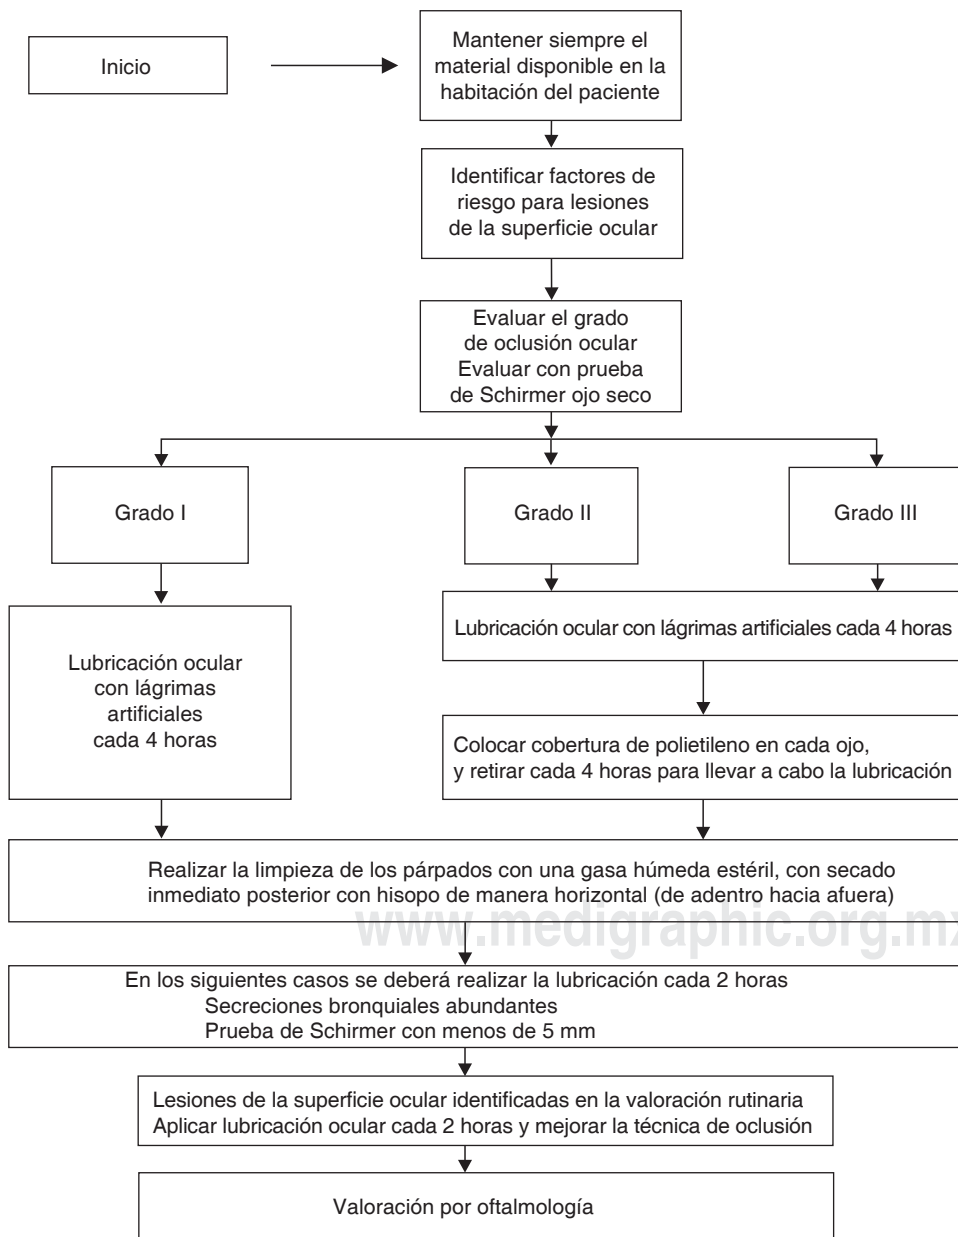 Inicio
Mantener siempre el
material disponible en la
habitación del paciente
Identificar factores de
riesgo para lesiones
de la superficie ocular
Evaluar el grado
de oclusión ocular
Evaluar con prueba
de Schirmer ojo seco
Grado I
Grado II
Grado III
Lubricación ocular
con lágrimas
artificiales
cada 4 horas
Lubricación ocular con lágrimas artificiales cada 4 horas
Colocar cobertura de polietileno en cada ojo,
y retirar cada 4 horas para llevar a cabo la lubricación
Realizar la limpieza de los párpados con una gasa húmeda estéril, con secado
inmediato posterior con hisopo de manera horizontal (de adentro hacia afuera)
www.medigraphic.org.mx
En los siguientes casos se deberá realizar la lubricación cada 2 horas
Secreciones bronquiales abundantes
Prueba de Schirmer con menos de 5 mm
Lesiones de la superficie ocular identificadas en la valoración rutinaria
Aplicar lubricación ocular cada 2 horas y mejorar la técnica de oclusión
Valoración por oftalmología